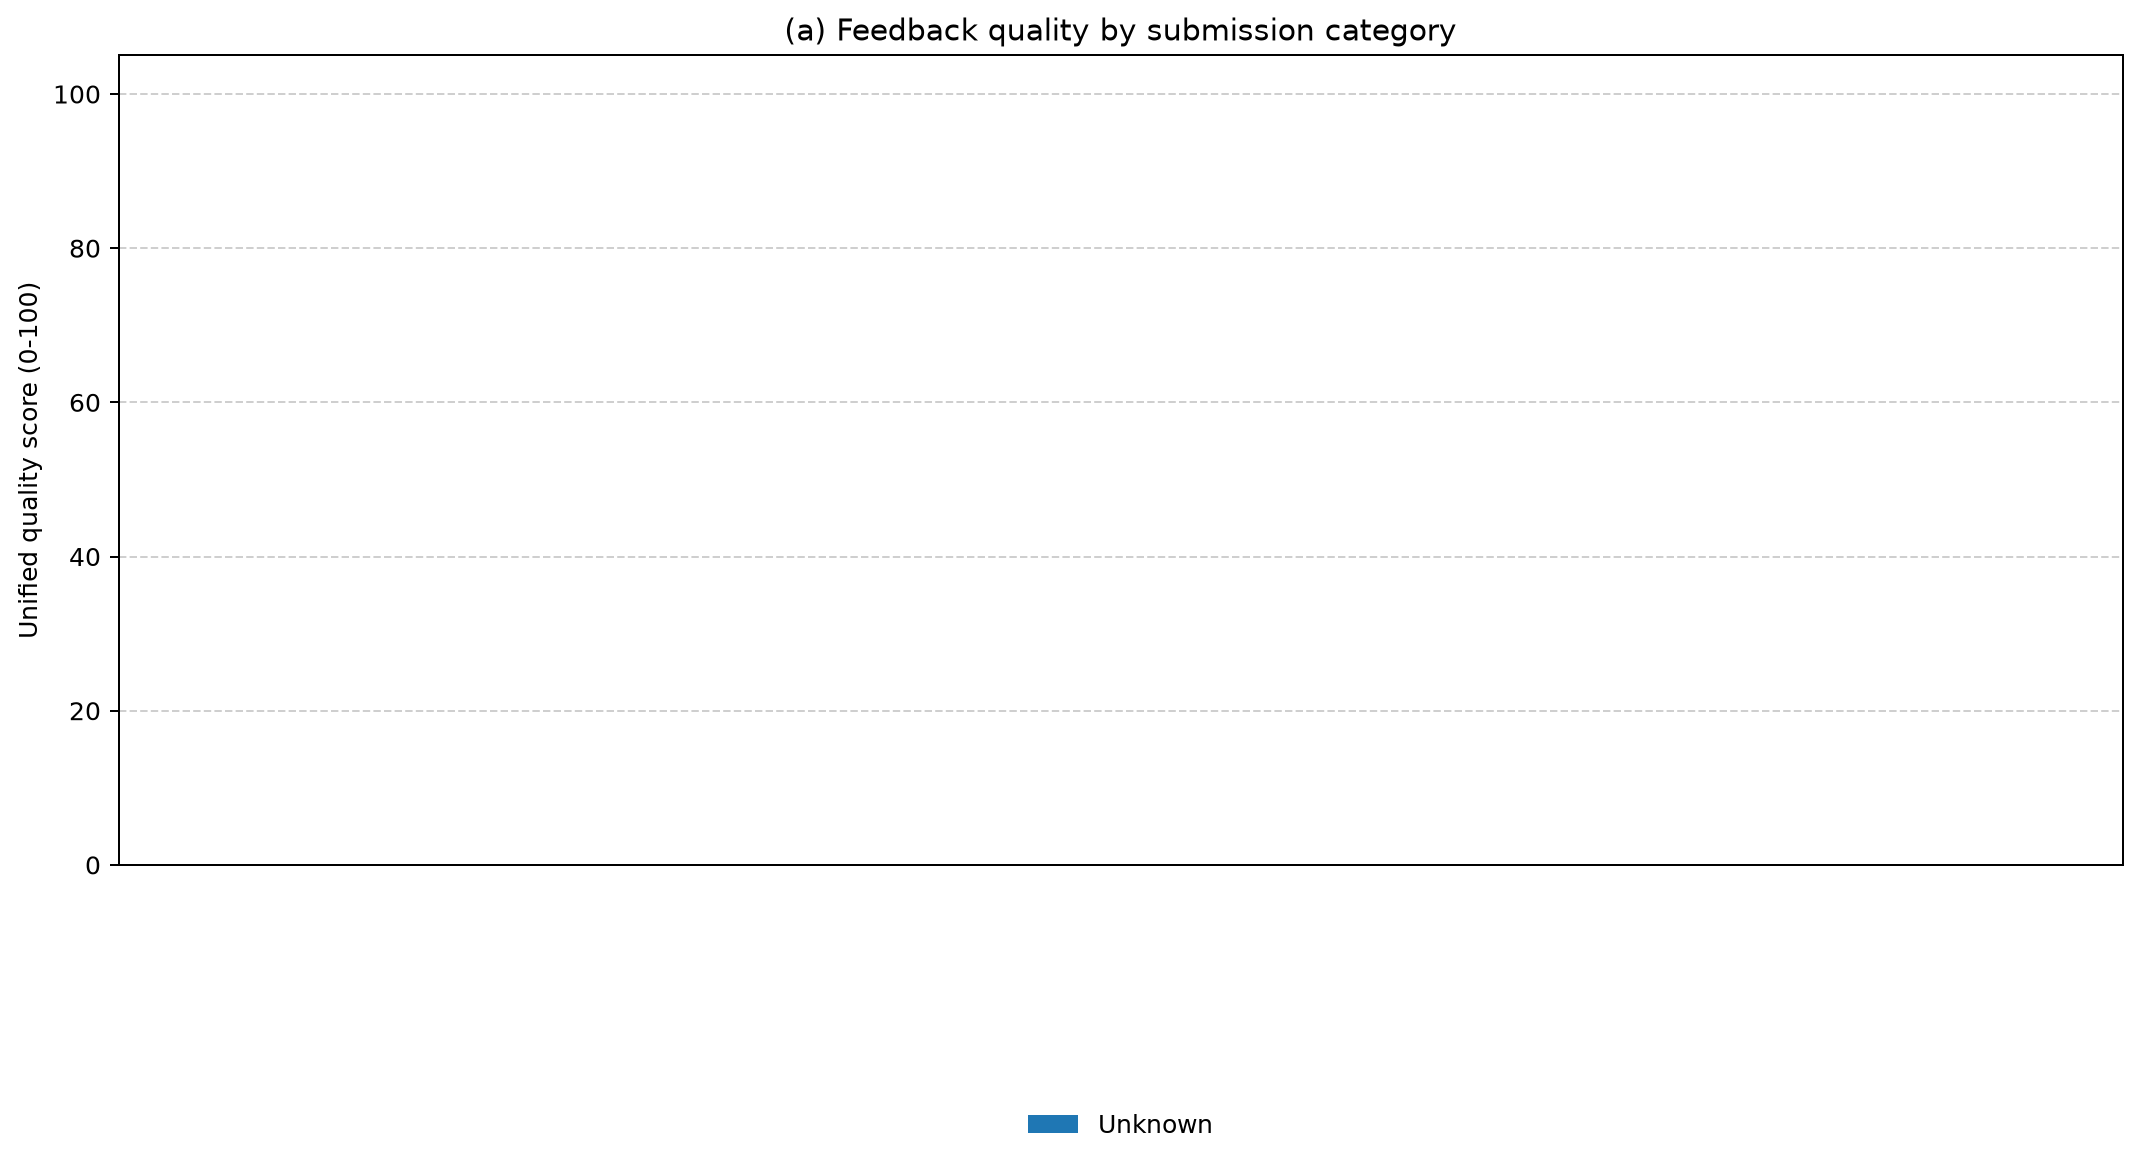 (a) Feedback quality by submission category
Unified quality score (0-100)
100
80
60
40
20
0
Unknown